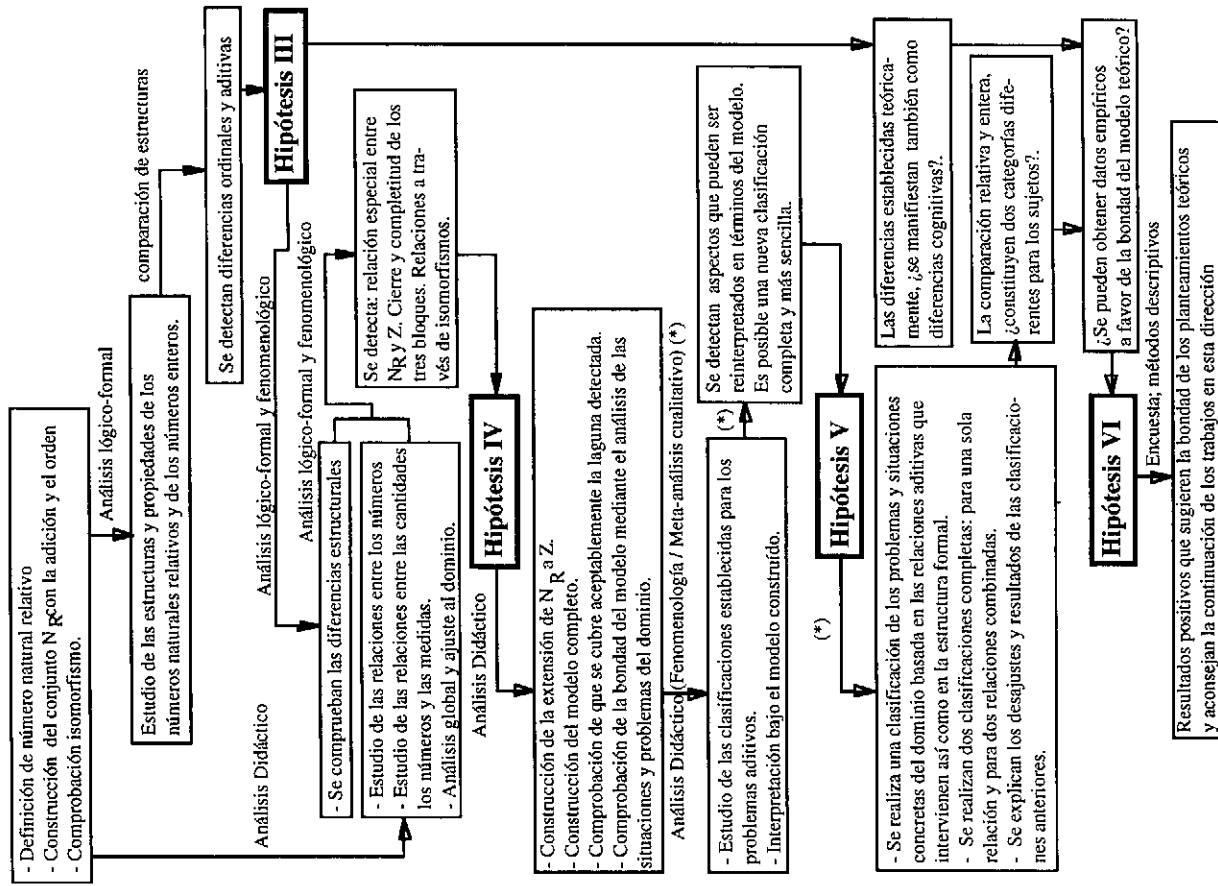 - Definición de número natural relativo
- Construcción del conjunto N R con la adición y el orden
- Comprobación isomorfismo.
Análisis lógico-formal
Estudio de las estructuras y propiedades de los
números naturales relativos y de los números enteros.
comparación de estructuras
Se detectan diferencias ordinales y aditivas
Hipótesis III
Análisis Didáctico
Análisis lógico-formal y fenomenológico
- Se comprueban las diferencias estructurales
- Estudio de las relaciones entre los números
- Estudio de las relaciones entre las cantidades
los números y las medidas.
- Análisis global y ajuste al dominio.
Análisis lógico-formal y fenomenológico
Se detecta: relación especial entre
NR y Z. Cierre y completitud de los
tres bloques. Relaciones a tra-
vés de isomorfismos.
Hipótesis IV
Análisis Didáctico
- Construcción de la extensión de N R a Z.
- Construcción del modelo completo.
- Comprobación de que se cubre aceptablemente la laguna detectada.
- Comprobación de la bondad del modelo mediante el análisis de las
situaciones y problemas del dominio.
Análisis Didáctico (Fenomenología / Meta-análisis cualitativo) (*)
- Estudio de las clasificaciones establecidas para los
problemas aditivos.
- Interpretación bajo el modelo construído.
(*)
Se detectan aspectos que pueden ser
reinterpretados en términos del modelo.
Es posible una nueva clasificación
completa y más sencilla.
Hipótesis V
(*)
- Se realiza una clasificación de los problemas y situaciones
concretas del dominio basada en las relaciones aditivas que
intervienen así como en la estructura formal.
- Se realizan dos clasificaciones completas: para una sola
relación y para dos relaciones combinadas.
- Se explican los desajustes y resultados de las clasificacio-
nes anteriores.
Las diferencias establecidas teórica-
mente, ¿se manifiestan también como
diferencias cognitivas?.
La comparación relativa y entera,
¿constituyen dos categorías dife-
rentes para los sujetos?.
¿Se pueden obtener datos empíricos
a favor de la bondad del modelo teórico?
Hipótesis VI
Encuesta; métodos descriptivos
Resultados positivos que sugieren la bondad de los planteamientos teóricos
y aconsejan la continuación de los trabajos en esta dirección